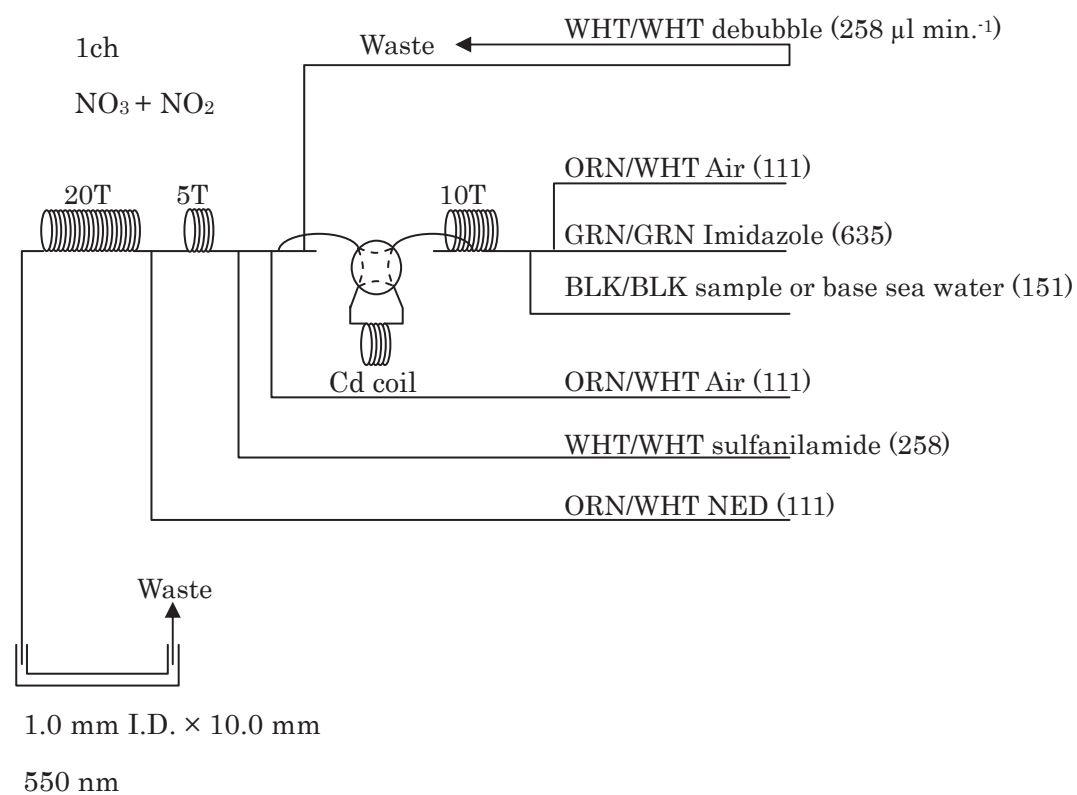 1ch
NO3 + NO2
Waste
WHT/WHT debubble (258 µl min.-1)
ORN/WHT Air (111)
20T
5T
10T
GRN/GRN Imidazole (635)
BLK/BLK sample or base sea water (151)
Cd coil
ORN/WHT Air (111)
WHT/WHT sulfanilamide (258)
ORN/WHT NED (111)
Waste
1.0 mm I.D. × 10.0 mm
550 nm